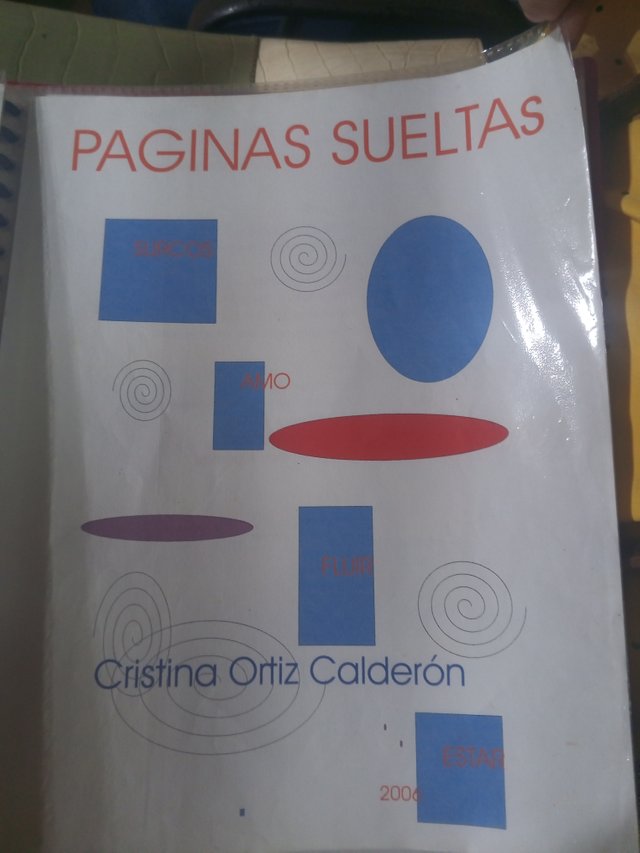 PAGINAS SUELTAS
SURCOS
AMO
FLUIR
Cristina Ortiz Calderón
ESTAR
2006